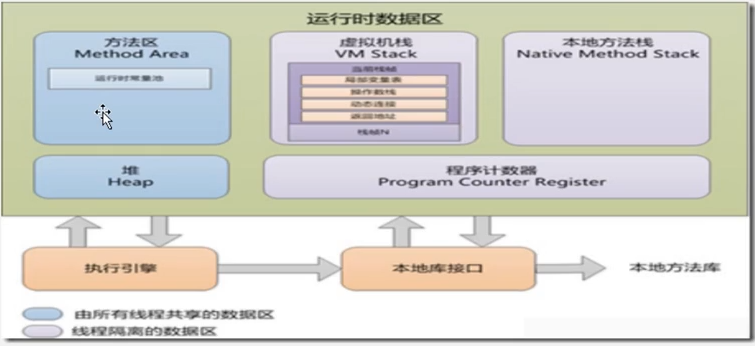 运行时数据区
方法区
Method Area
运行时常量池
虚拟机栈
VM Stack
当前栈帧
局部变量表
操作数栈
动态连接
返回地址
栈帧N
本地方法栈
Native Method Stack
堆
Heap
程序计数器
Program Counter Register
执行引擎
本地库接口
本地方法库
由所有线程共享的数据区
线程隔离的数据区